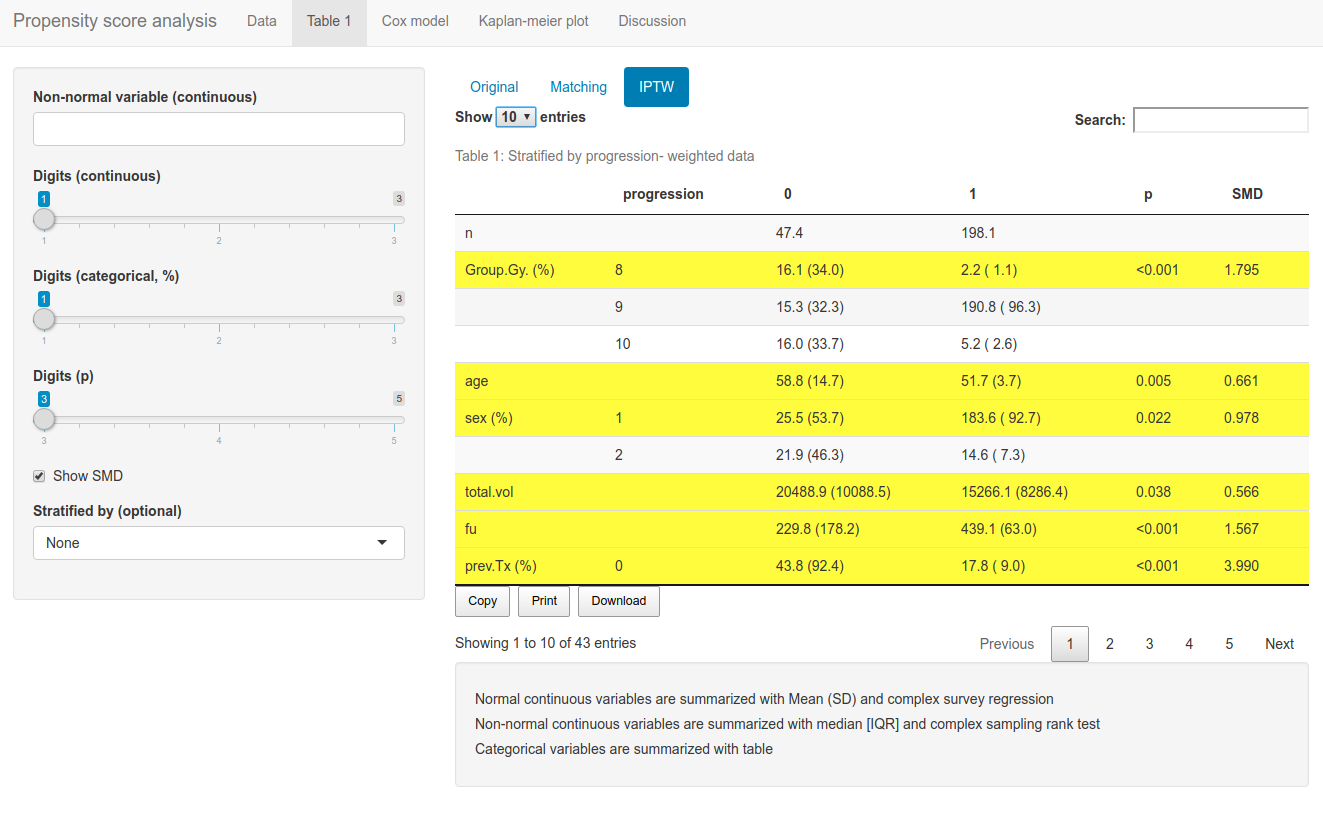 Propensity score analysis Data Table 1 Cox model Kaplan-meier plot Discussion
Non-normal variable (continuous)
Digits (continuous)
1 3
1 2 3
Digits (categorical, %)
1 3
1 2 3
Digits (p)
3 5
3 4 5
Show SMD
Stratified by (optional)
None
Original Matching IPTW
Show 10 entries
Search:
Table 1: Stratified by progression- weighted data
progression 0 1 p SMD
n 47.4 198.1
Group.Gy. (%) 8 16.1 (34.0) 2.2 ( 1.1) <0.001 1.795
9 15.3 (32.3) 190.8 ( 96.3)
10 16.0 (33.7) 5.2 ( 2.6)
age 58.8 (14.7) 51.7 (3.7) 0.005 0.661
sex (%) 1 25.5 (53.7) 183.6 ( 92.7) 0.022 0.978
2 21.9 (46.3) 14.6 ( 7.3)
total.vol 20488.9 (10088.5) 15266.1 (8286.4) 0.038 0.566
fu 229.8 (178.2) 439.1 (63.0) <0.001 1.567
prev.Tx (%) 0 43.8 (92.4) 17.8 ( 9.0) <0.001 3.990
Copy Print Download
Showing 1 to 10 of 43 entries
Previous 1 2 3 4 5 Next
Normal continuous variables are summarized with Mean (SD) and complex survey regression
Non-normal continuous variables are summarized with median [IQR] and complex sampling rank test
Categorical variables are summarized with table